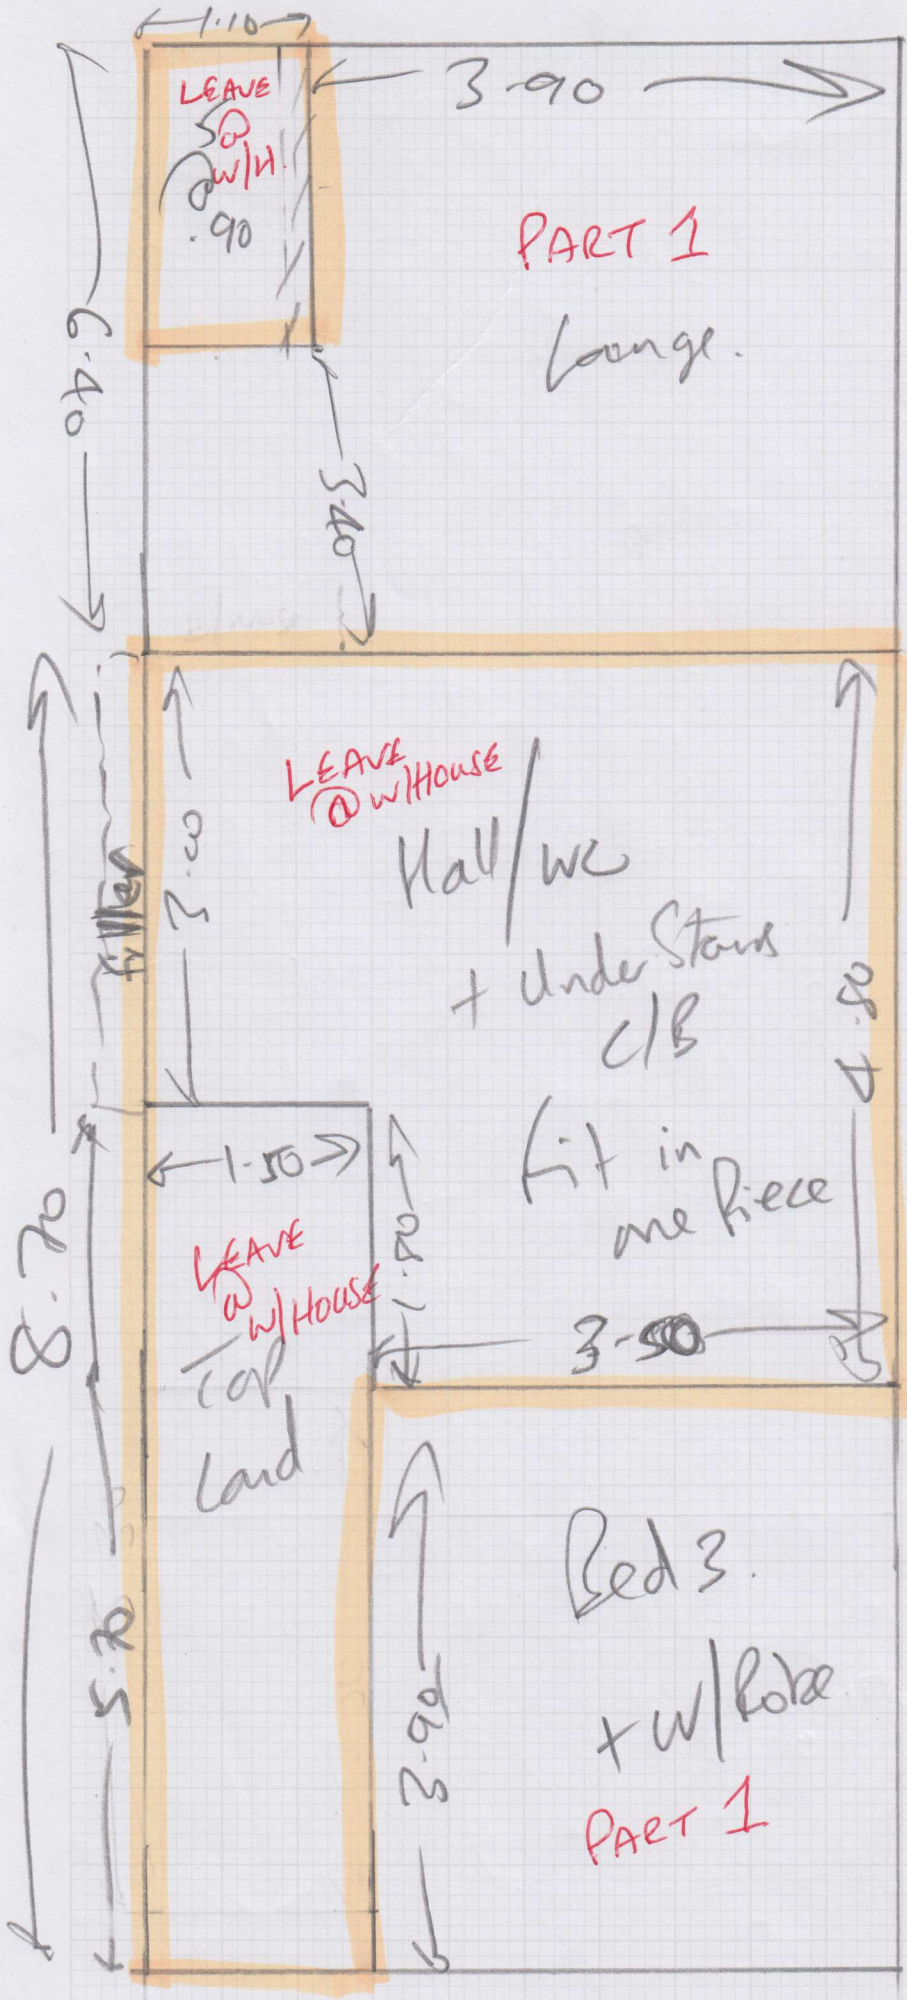 1.10
3.90
LEAVE
@
W/H
5 @
.90
PART 1
Lounge.
6.40
3.40
LEAVE
@ W/HOUSE
3.00
Hall/WC
+ Under Stairs
C/B
4.80
filler
Fit in
one Piece
1.50
1.80
8.70
LEAVE
@
W/HOUSE
3.50
Top
Land
Bed 3.
5.70
3.90
+ W/Robe
PART 1